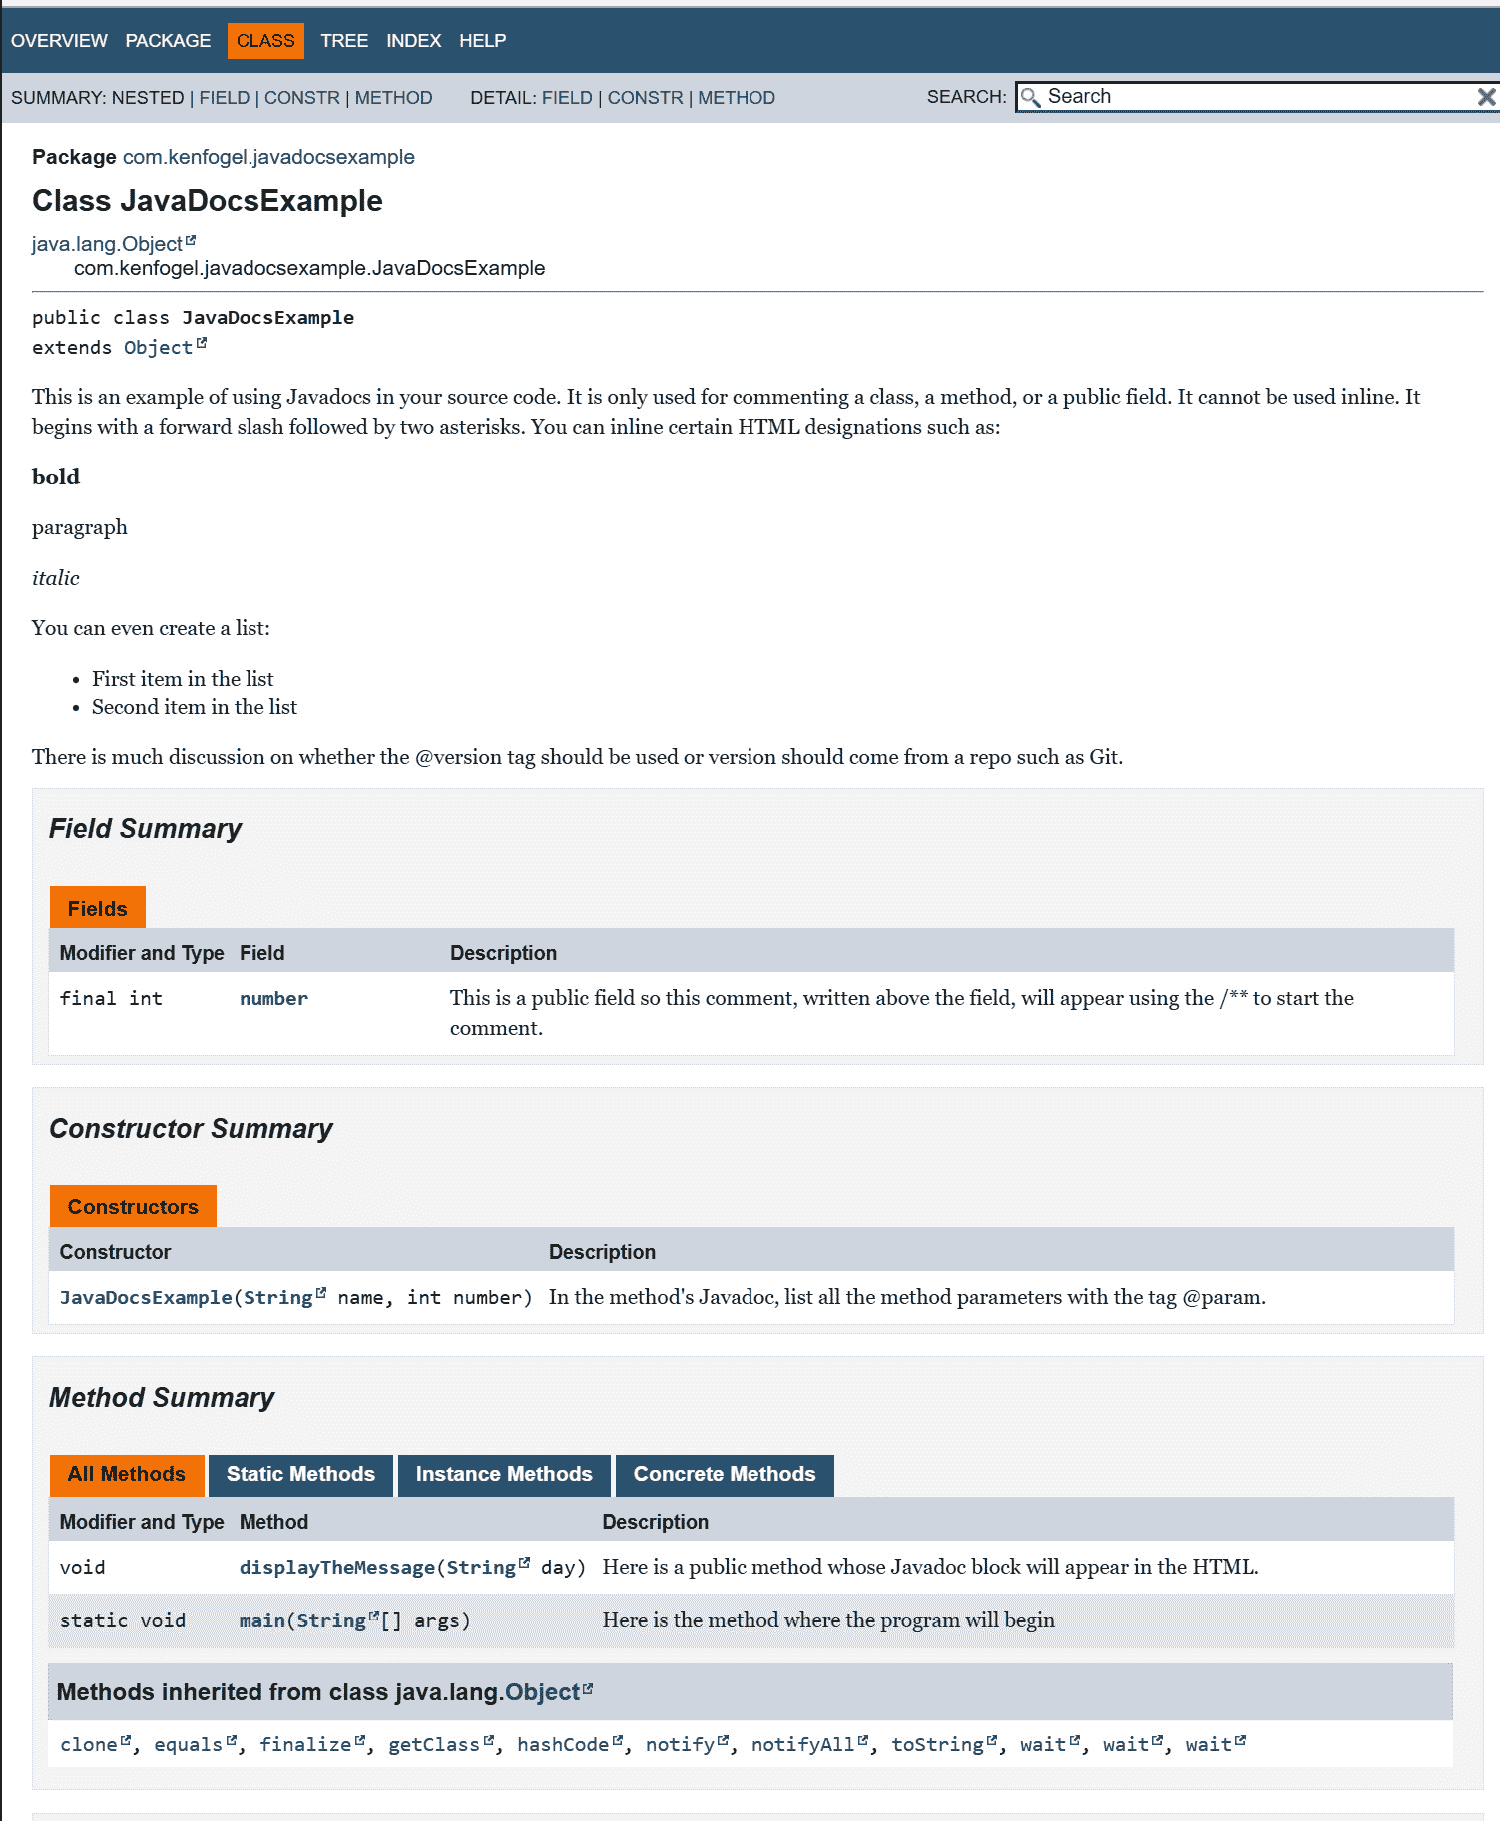 OVERVIEW PACKAGE CLASS TREE INDEX HELP
SUMMARY: NESTED | FIELD | CONSTR | METHOD DETAIL: FIELD | CONSTR | METHOD SEARCH: Search
Package com.kenfogel.javadocsexample
Class JavaDocsExample
java.lang.Object
com.kenfogel.javadocsexample.JavaDocsExample
public class JavaDocsExample
extends Object
This is an example of using Javadocs in your source code. It is only used for commenting a class, a method, or a public field. It cannot be used inline. It
begins with a forward slash followed by two asterisks. You can inline certain HTML designations such as:
bold
paragraph
italic
You can even create a list:
• First item in the list
• Second item in the list
There is much discussion on whether the @version tag should be used or version should come from a repo such as Git.
Field Summary
Fields
Modifier and Type Field Description
final int number This is a public field so this comment, written above the field, will appear using the /** to start the
comment.
Constructor Summary
Constructors
Constructor Description
JavaDocsExample(String name, int number) In the method's Javadoc, list all the method parameters with the tag @param.
Method Summary
All Methods Static Methods Instance Methods Concrete Methods
Modifier and Type Method Description
void displayTheMessage(String day) Here is a public method whose Javadoc block will appear in the HTML.
static void main(String[] args) Here is the method where the program will begin
Methods inherited from class java.lang.Object
clone, equals, finalize, getClass, hashCode, notify, notifyAll, toString, wait, wait, wait